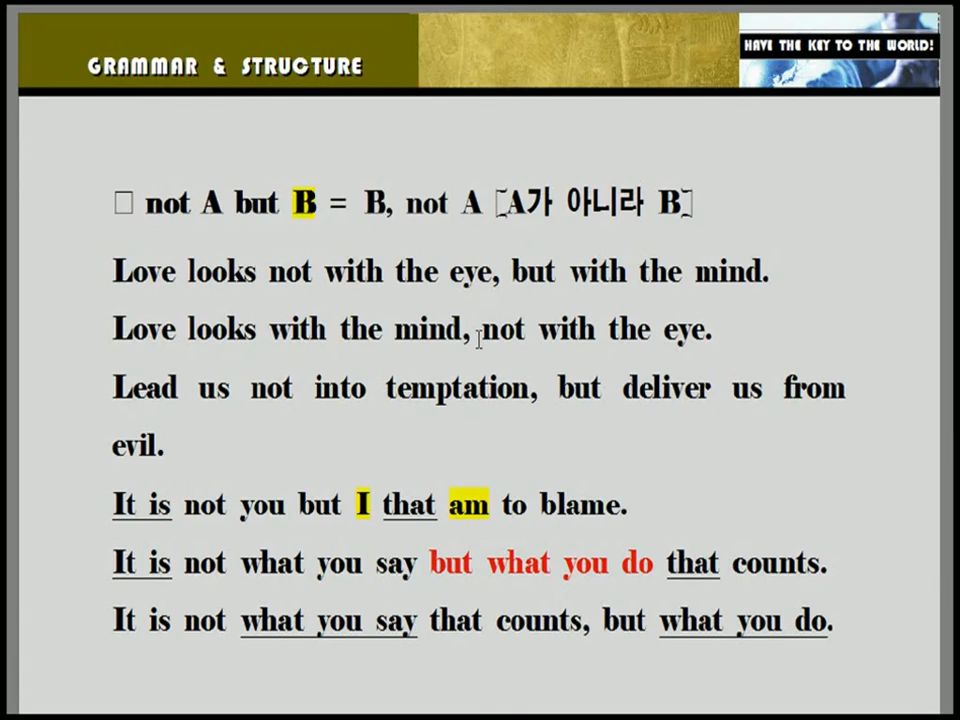 GRAMMAR & STRUCTURE
HAVE THE KEY TO THE WORLD!
□ not A but B = B, not A [A가 아니라 B]
Love looks not with the eye, but with the mind.
Love looks with the mind, not with the eye.
Lead us not into temptation, but deliver us from
evil.
It is not you but I that am to blame.
It is not what you say but what you do that counts.
It is not what you say that counts, but what you do.